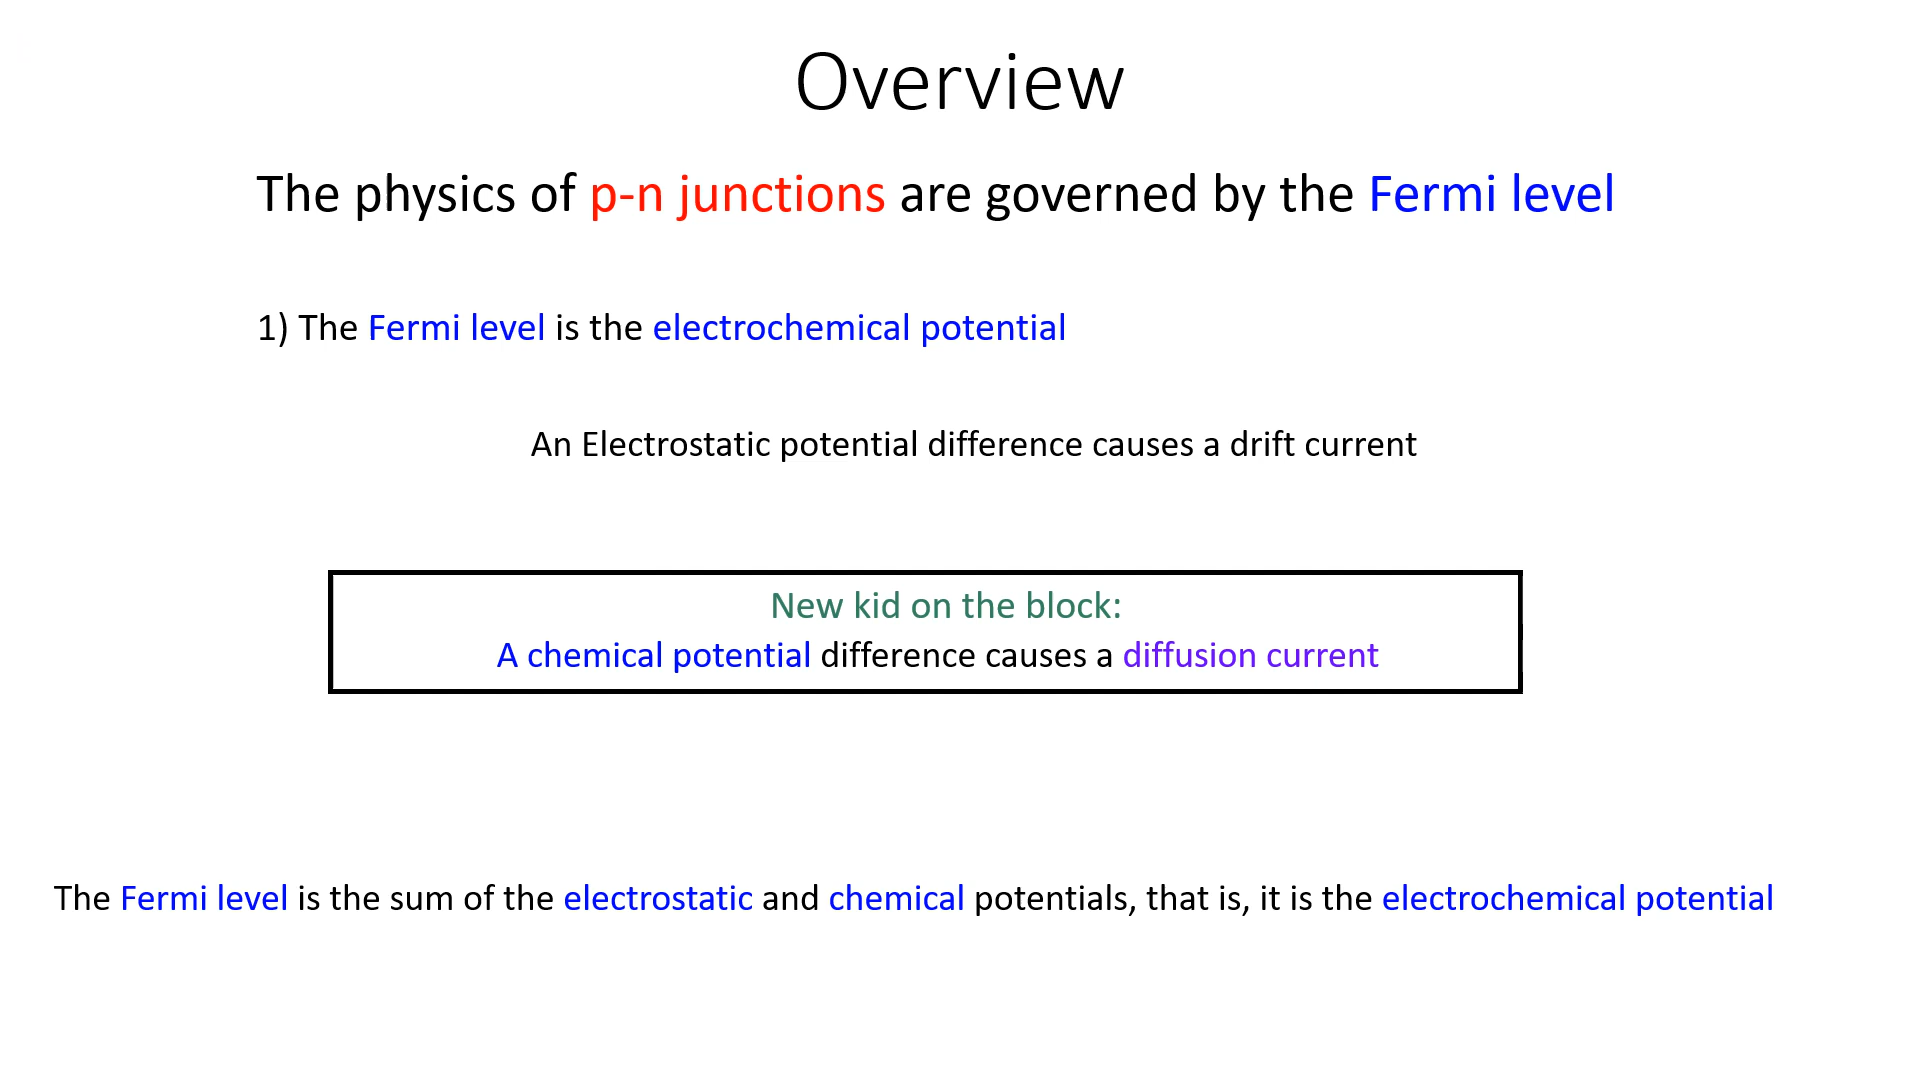 Overview
The physics of p-n junctions are governed by the Fermi level
1) The Fermi level is the electrochemical potential
An Electrostatic potential difference causes a drift current
New kid on the block:
A chemical potential difference causes a diffusion current
The Fermi level is the sum of the electrostatic and chemical potentials, that is, it is the electrochemical potential